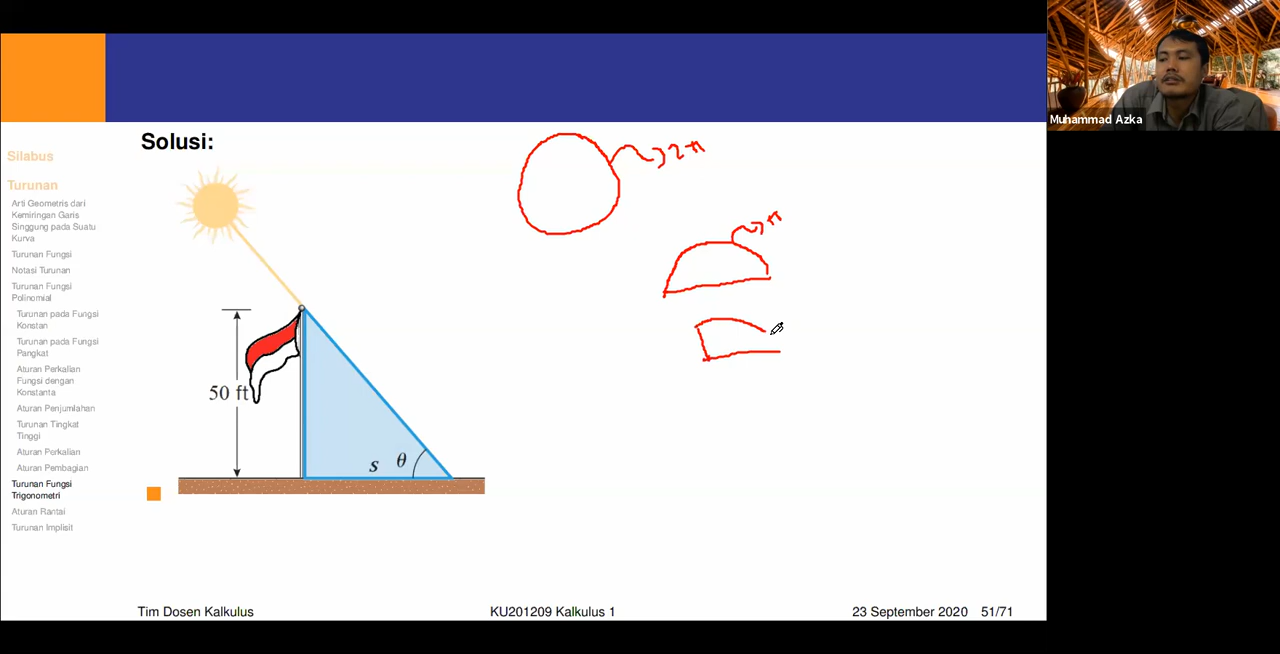 Muhammad Azka
Silabus
Turunan
Arti Geometris dari
Kemiringan Garis
Singgung pada Suatu
Kurva
Turunan Fungsi
Notasi Turunan
Turunan Fungsi
Polinomial
Turunan pada Fungsi
Konstan
Turunan pada Fungsi
Pangkat
Aturan Perkalian
Fungsi dengan
Konstanta
Aturan Penjumlahan
Turunan Tingkat
Tinggi
Aturan Perkalian
Aturan Pembagian
Turunan Fungsi
Trigonometri
Aturan Rantai
Turunan Implisit
Solusi:
2π
π
50 ft
s θ
Tim Dosen Kalkulus
KU201209 Kalkulus 1
23 September 2020 51/71